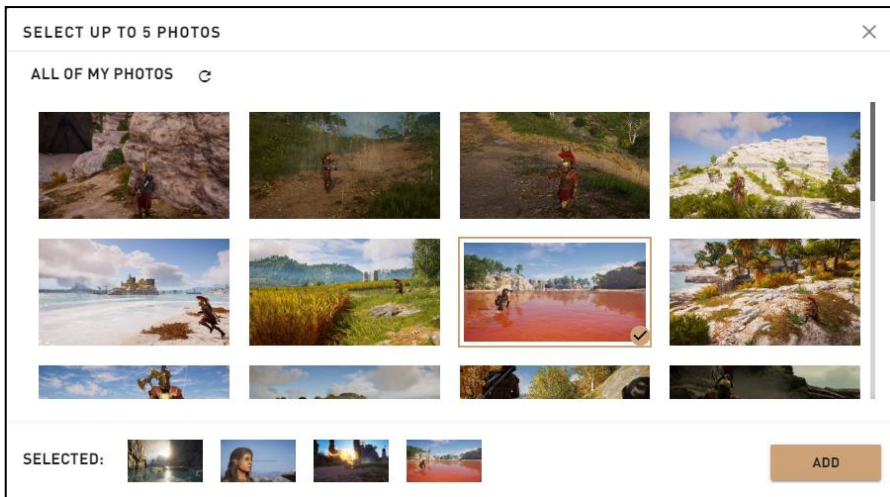 SELECT UP TO 5 PHOTOS
ALL OF MY PHOTOS
SELECTED:
ADD